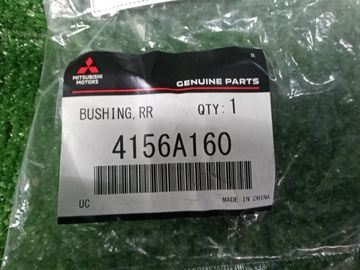 MITSUBISHI
MOTORS
GENUINE PARTS
BUSHING, RR QTY: 1
4156A160
UC MADE IN CHINA